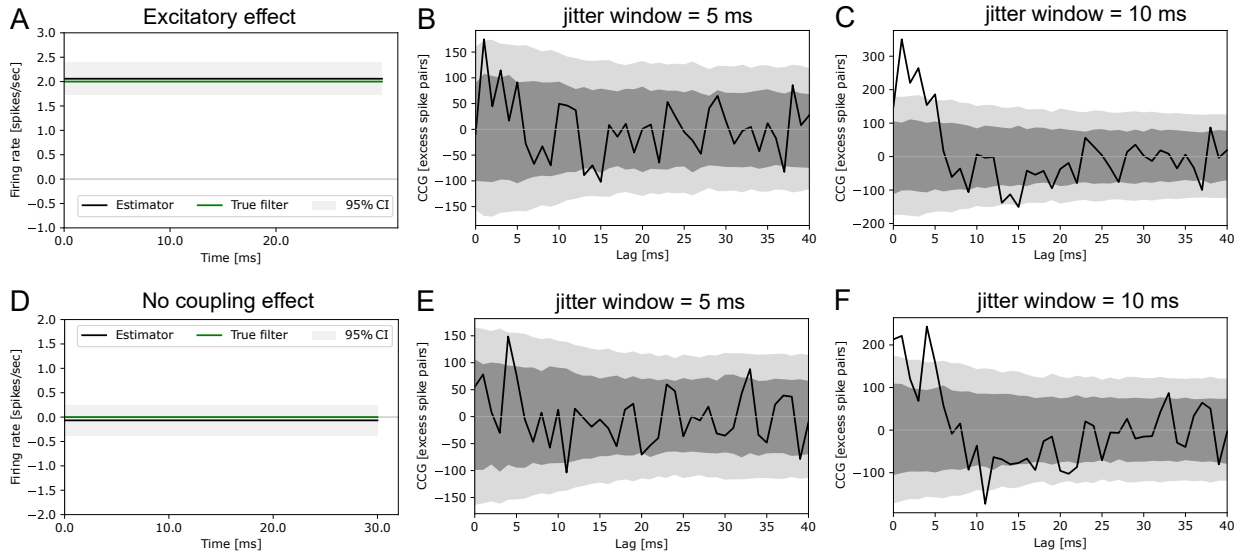 A
Excitatory effect
Firing rate [spikes/sec]
3.0
2.5
2.0
1.5
1.0
0.5
0.0
−0.5
−1.0
Estimator
True filter
95% CI
0.0
10.0
20.0
Time [ms]
B
jitter window = 5 ms
CCG [excess spike pairs]
150
100
50
0
−50
−100
−150
0
5
10
15
20
25
30
35
40
Lag [ms]
C
jitter window = 10 ms
CCG [excess spike pairs]
300
200
100
0
−100
−200
0
5
10
15
20
25
30
35
40
Lag [ms]
D
No coupling effect
Firing rate [spikes/sec]
2.0
1.5
1.0
0.5
0.0
−0.5
−1.0
−1.5
−2.0
Estimator
True filter
95% CI
0.0
10.0
20.0
30.0
Time [ms]
E
jitter window = 5 ms
CCG [excess spike pairs]
150
100
50
0
−50
−100
−150
0
5
10
15
20
25
30
35
40
Lag [ms]
F
jitter window = 10 ms
CCG [excess spike pairs]
200
100
0
−100
0
5
10
15
20
25
30
35
40
Lag [ms]